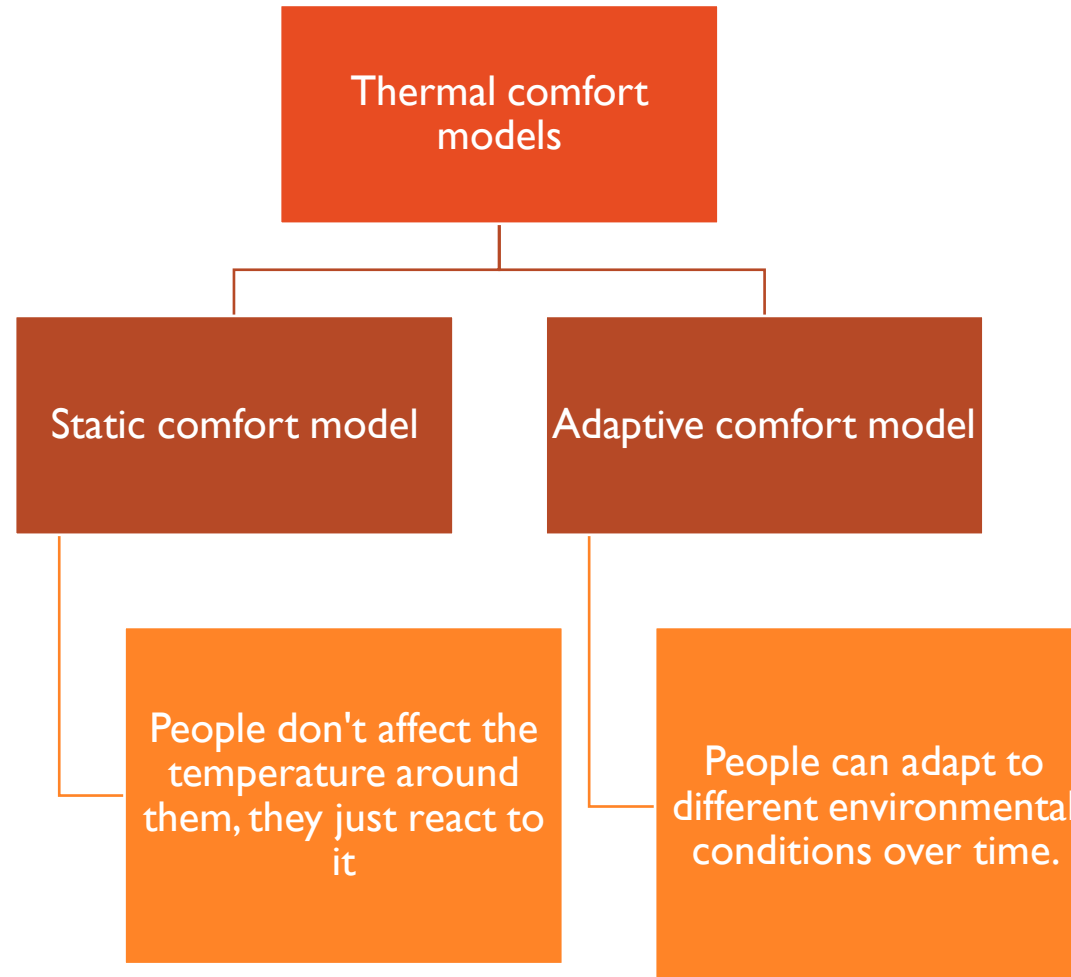 Thermal comfort
models
Static comfort model
Adaptive comfort model
People don't affect the
temperature around
them, they just react to
it
People can adapt to
different environmental
conditions over time.